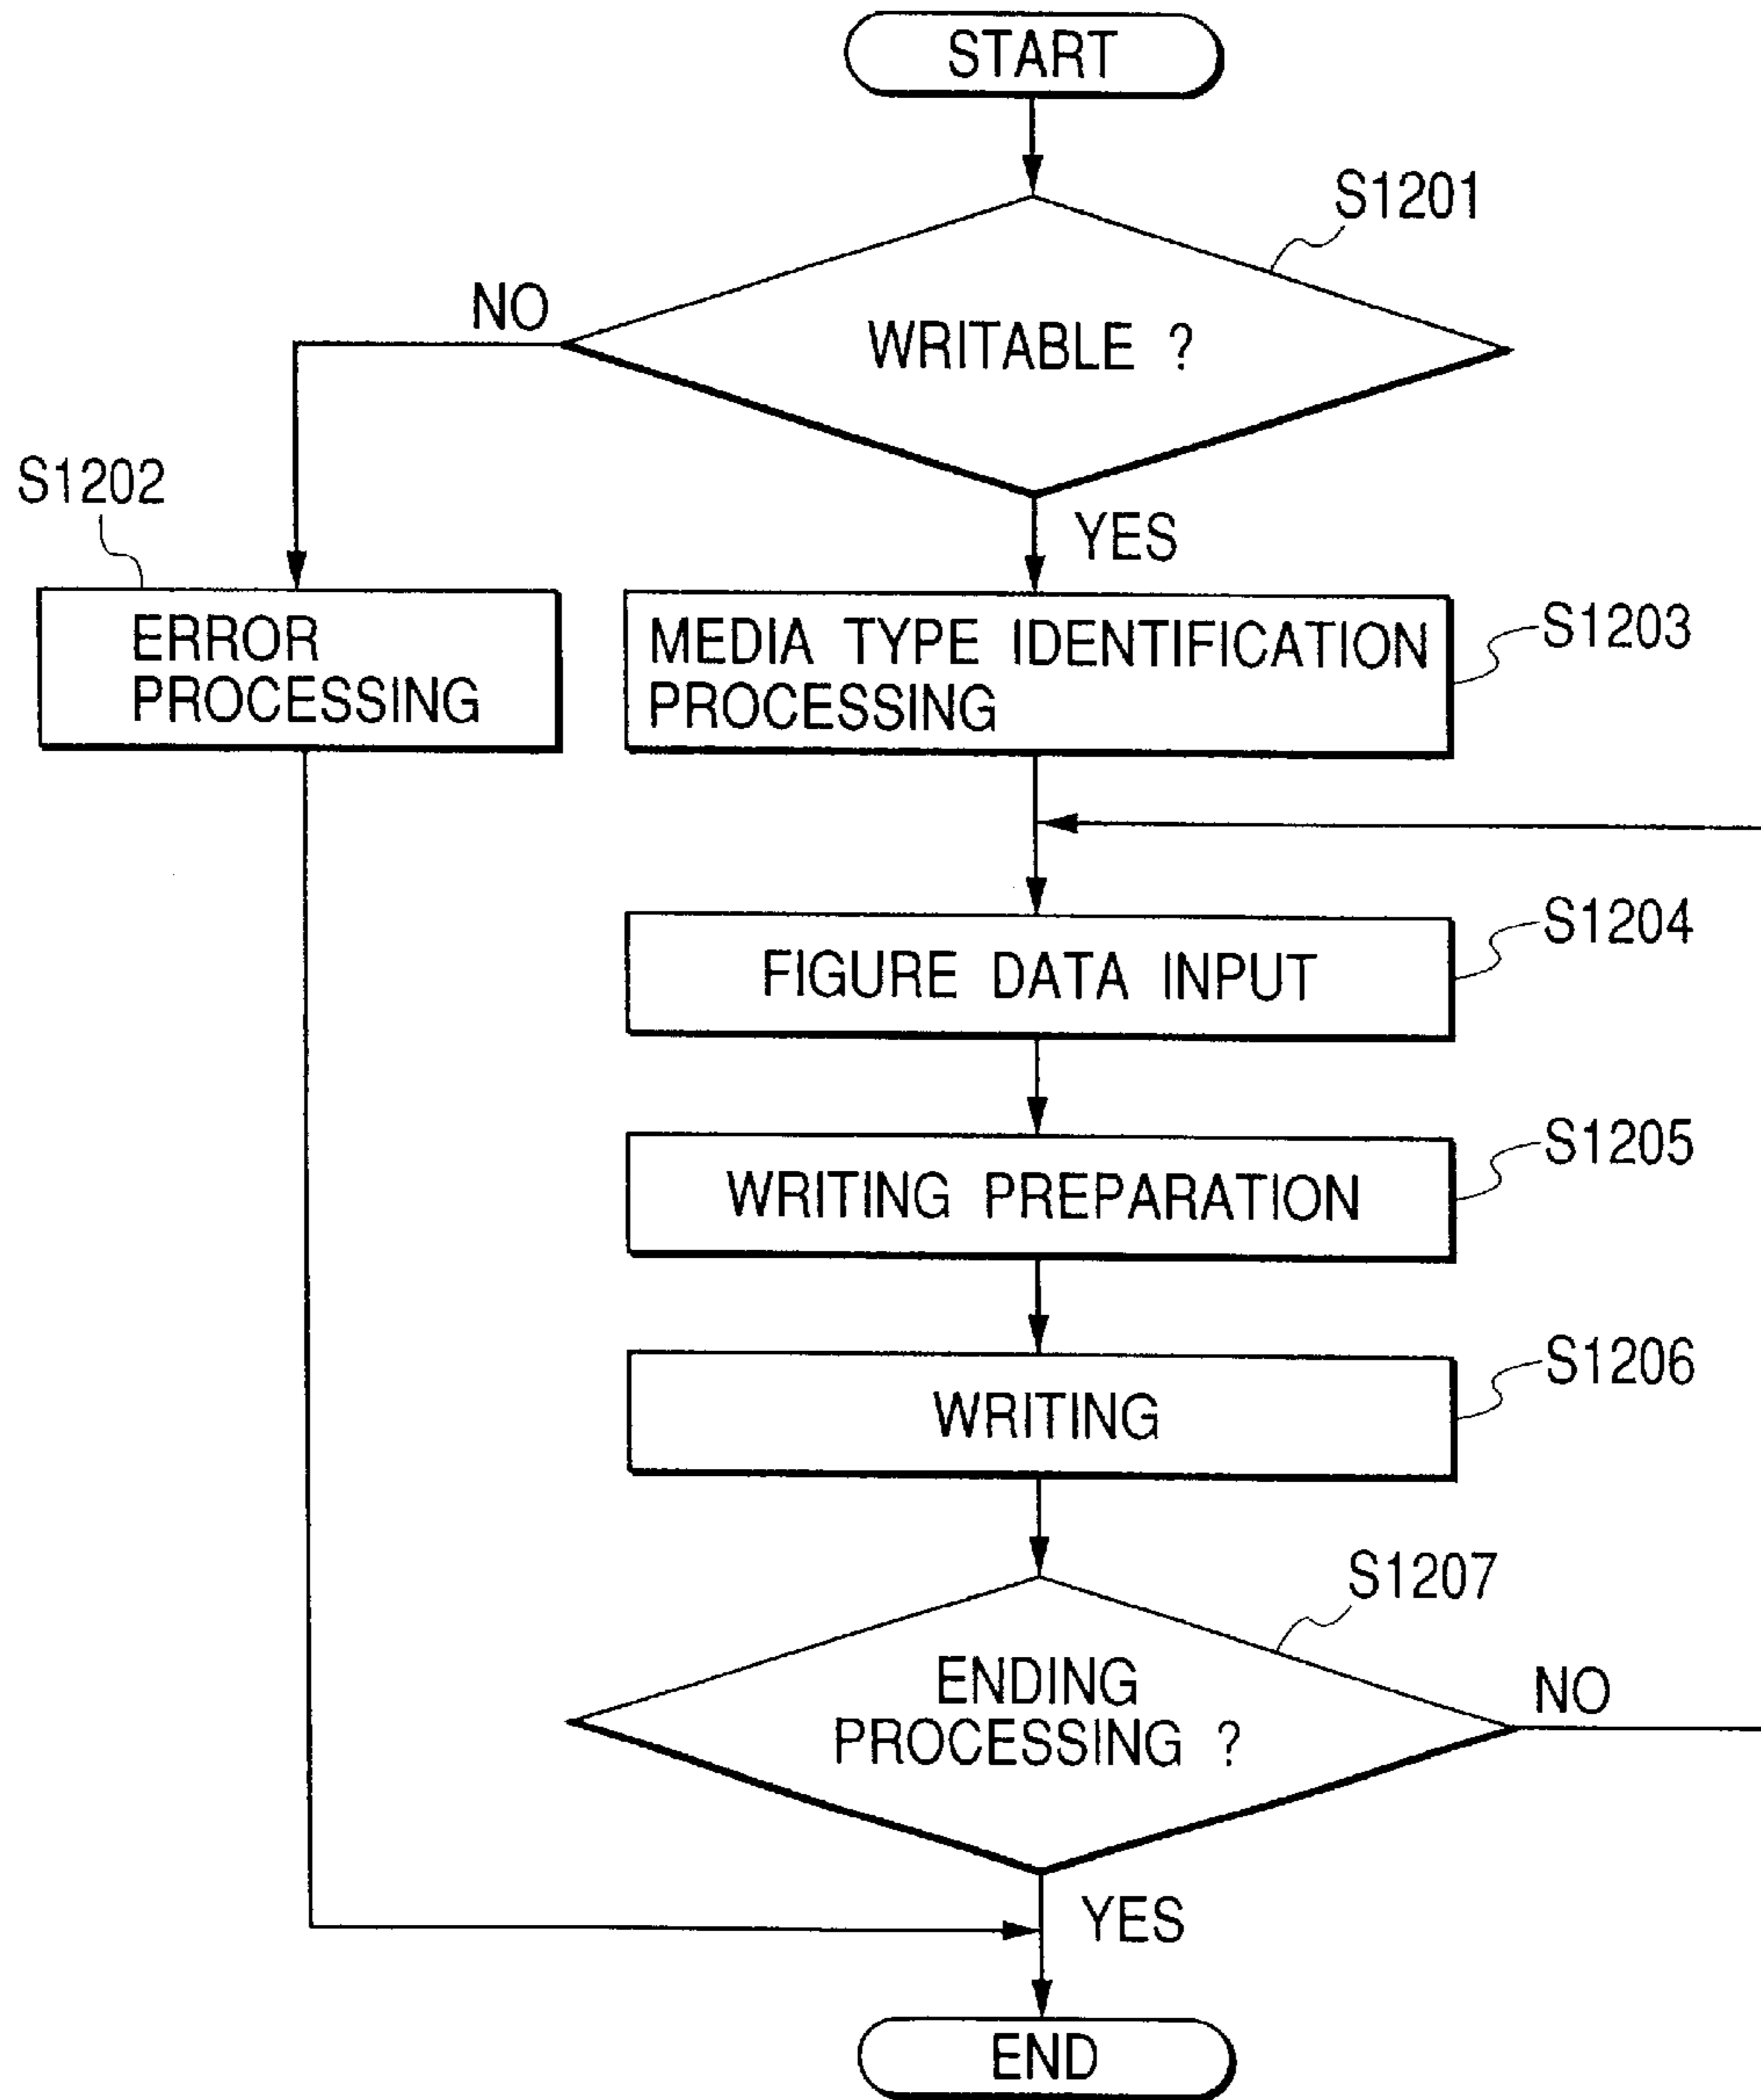 START
S1201
NO
WRITABLE ?
S1202
YES
ERROR
PROCESSING
MEDIA TYPE IDENTIFICATION
PROCESSING
S1203
S1204
FIGURE DATA INPUT
S1205
WRITING PREPARATION
S1206
WRITING
S1207
ENDING
PROCESSING ?
NO
YES
END